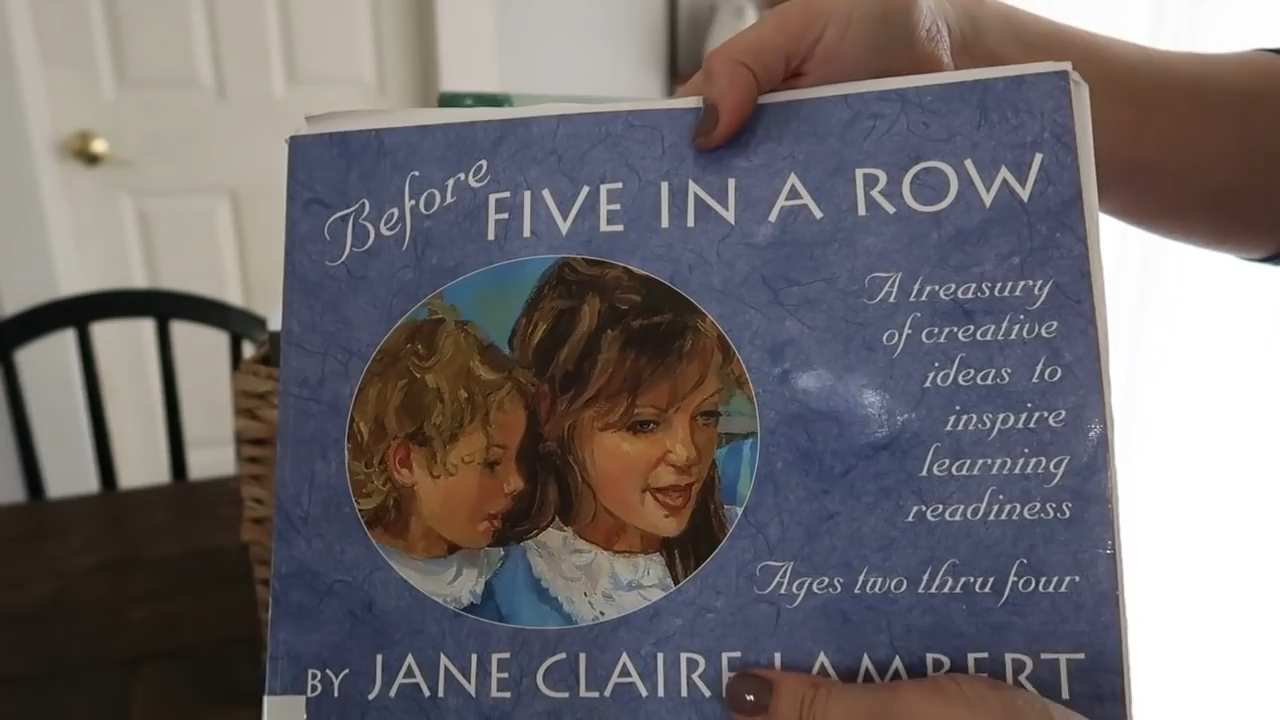 Before FIVE IN A ROW
A treasury
of creative
ideas to
inspire
learning
readiness
Ages two thru four
BY JANE CLAIRE LAMBERT